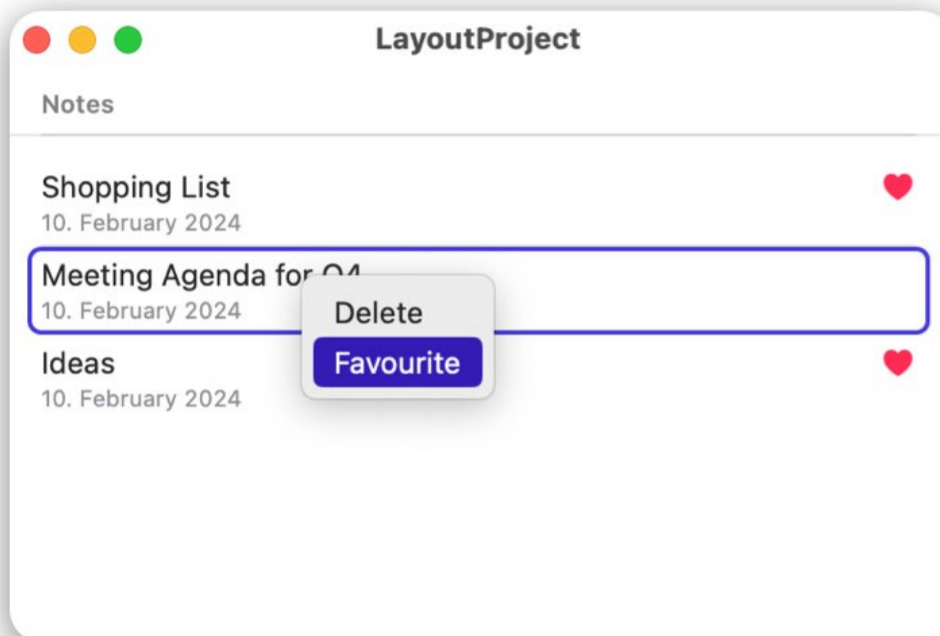 LayoutProject
Notes
Shopping List
10. February 2024
Meeting Agenda for Q4
10. February 2024
Delete
Favourite
Ideas
10. February 2024